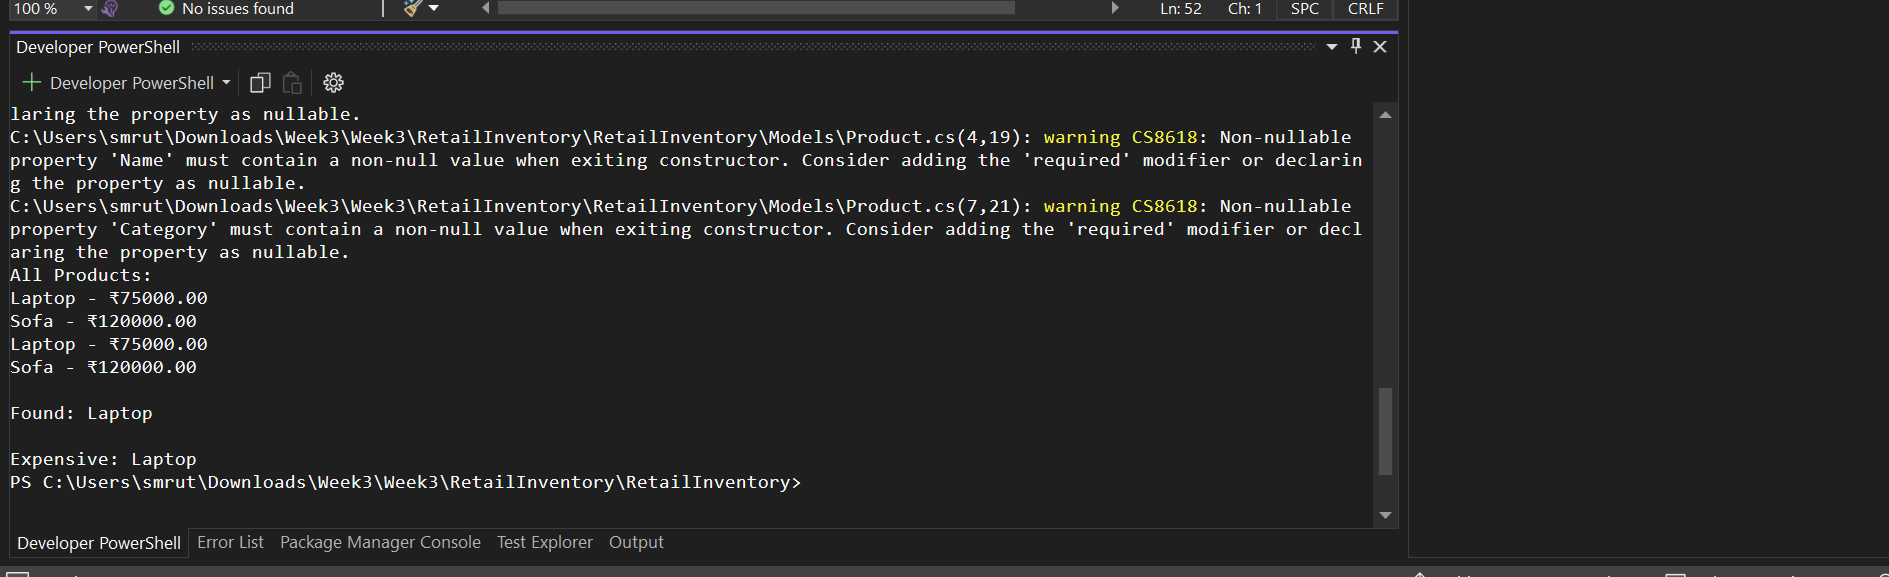 100 % No issues found Ln: 52 Ch: 1 SPC CRLF
Developer PowerShell
Developer PowerShell
laring the property as nullable.
C:\Users\smrut\Downloads\Week3\Week3\RetailInventory\RetailInventory\Models\Product.cs(4,19): warning CS8618: Non-nullable
property 'Name' must contain a non-null value when exiting constructor. Consider adding the 'required' modifier or declarin
g the property as nullable.
C:\Users\smrut\Downloads\Week3\Week3\RetailInventory\RetailInventory\Models\Product.cs(7,21): warning CS8618: Non-nullable
property 'Category' must contain a non-null value when exiting constructor. Consider adding the 'required' modifier or decl
aring the property as nullable.
All Products:
Laptop - ₹75000.00
Sofa - ₹120000.00
Laptop - ₹75000.00
Sofa - ₹120000.00
Found: Laptop
Expensive: Laptop
PS C:\Users\smrut\Downloads\Week3\Week3\RetailInventory\RetailInventory>
Developer PowerShell Error List Package Manager Console Test Explorer Output